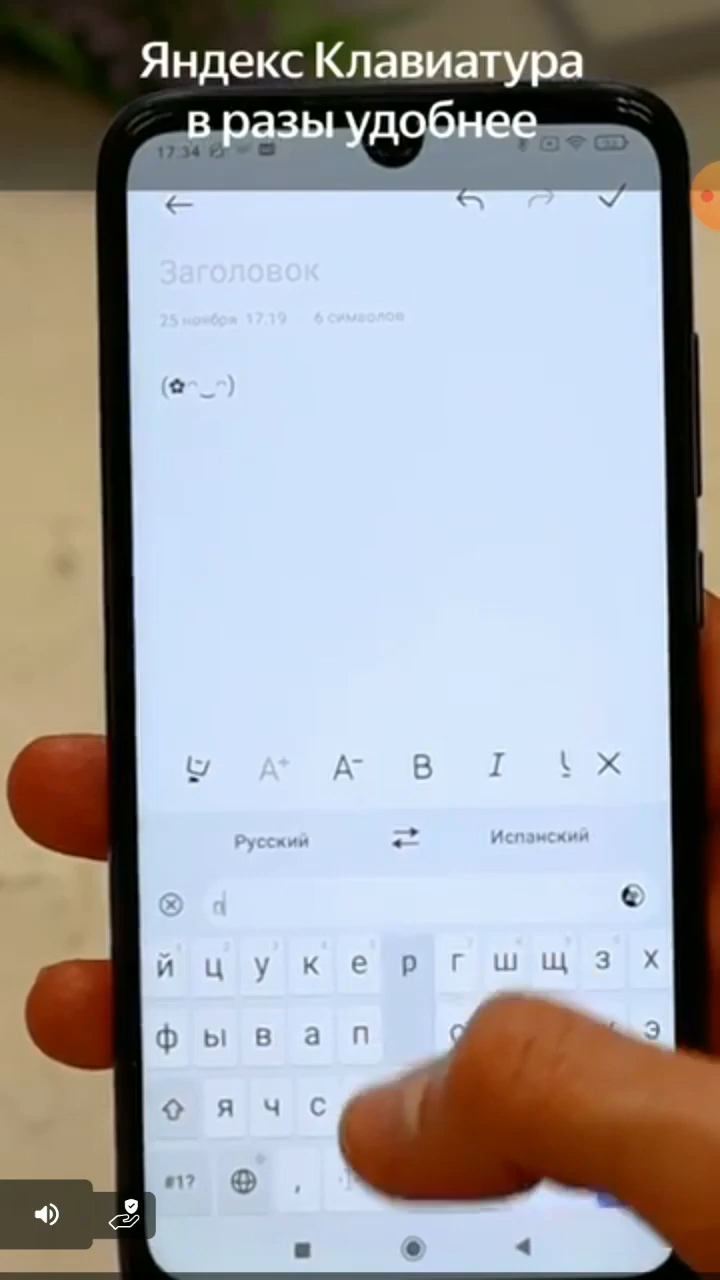 Яндекс Клавиатура
в разы удобнее
17:34
Заголовок
25 ноября 17:19 6 символов
(✿◠‿◠)
A+ A− B I
Русский ⇄ Испанский
п
й ц у к е р г ш щ з х
ф ы в а п э
я ч с
#1? ,